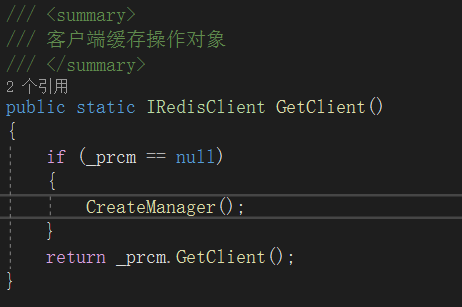 /// <summary>
/// 客户端缓存操作对象
/// </summary>
2 个引用
public static IRedisClient GetClient()
{
    if (_prcm == null)
    {
        CreateManager();
    }
    return _prcm.GetClient();
}